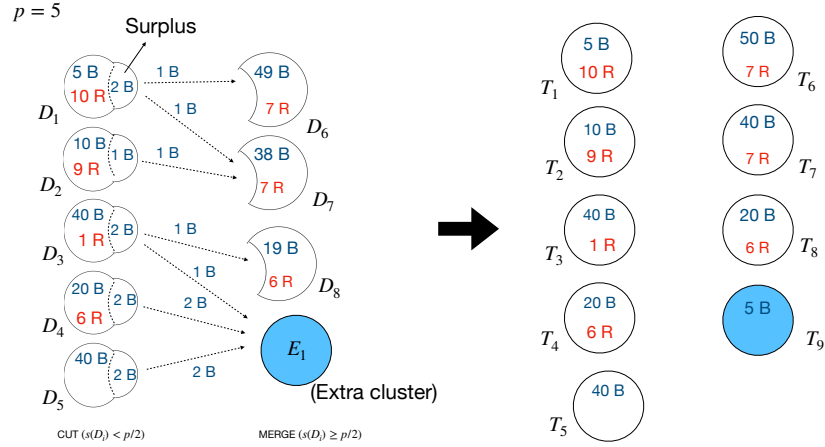 p = 5
Surplus
5 B
10 R
2 B
D₁
1 B
1 B
49 B
7 R
D₆
10 B
9 R
1 B
D₂
1 B
38 B
7 R
D₇
40 B
1 R
2 B
D₃
1 B
1 B
19 B
6 R
D₈
20 B
6 R
2 B
D₄
2 B
40 B
2 B
D₅
2 B
E₁
(Extra cluster)
CUT (s(Dᵢ) < p/2)
MERGE (s(Dᵢ) ≥ p/2)
5 B
10 R
T₁
50 B
7 R
T₆
10 B
9 R
T₂
40 B
7 R
T₇
40 B
1 R
T₃
20 B
6 R
T₈
20 B
6 R
T₄
5 B
T₉
40 B
T₅